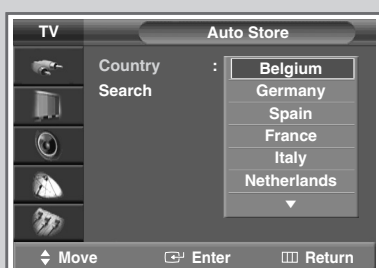 TV Auto Store
Country : Belgium
Search Germany
Spain
France
Italy
Netherlands
▼
Move Enter Return